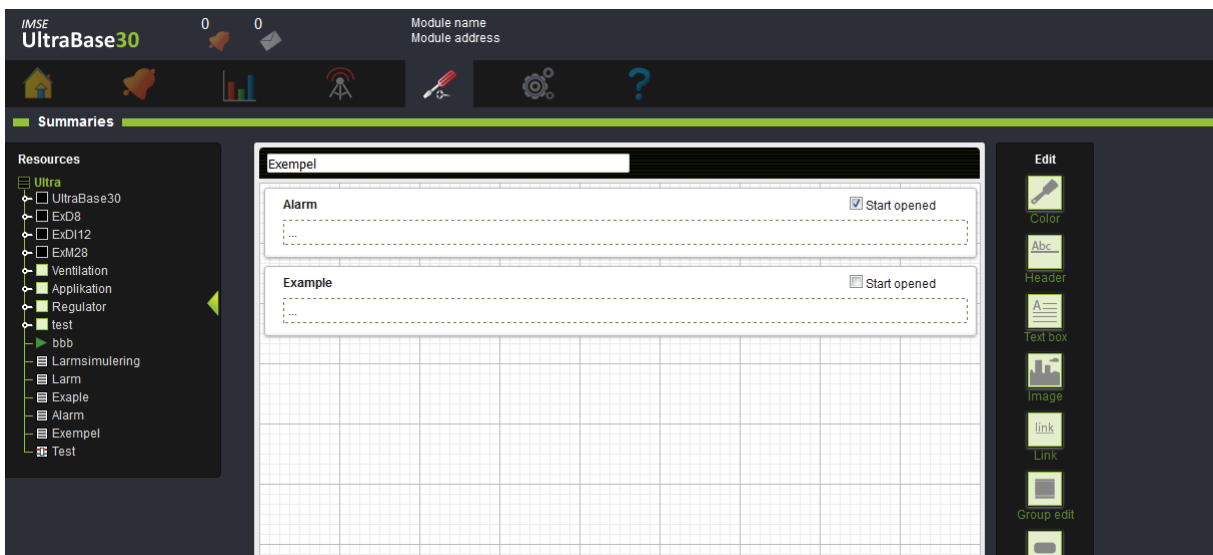 IMSE
UltraBase30
0
0
Module name
Module address
?
Summaries
Resources
Ultra
UltraBase30
ExD8
ExDI12
ExM28
Ventilation
Applikation
Regulator
test
bbb
Larmsimulering
Larm
Exaple
Alarm
Exempel
Test
Exempel
Alarm
Start opened
...
Example
Start opened
...
Edit
Color
Abc
Header
A
Text box
Image
link
Link
Group edit